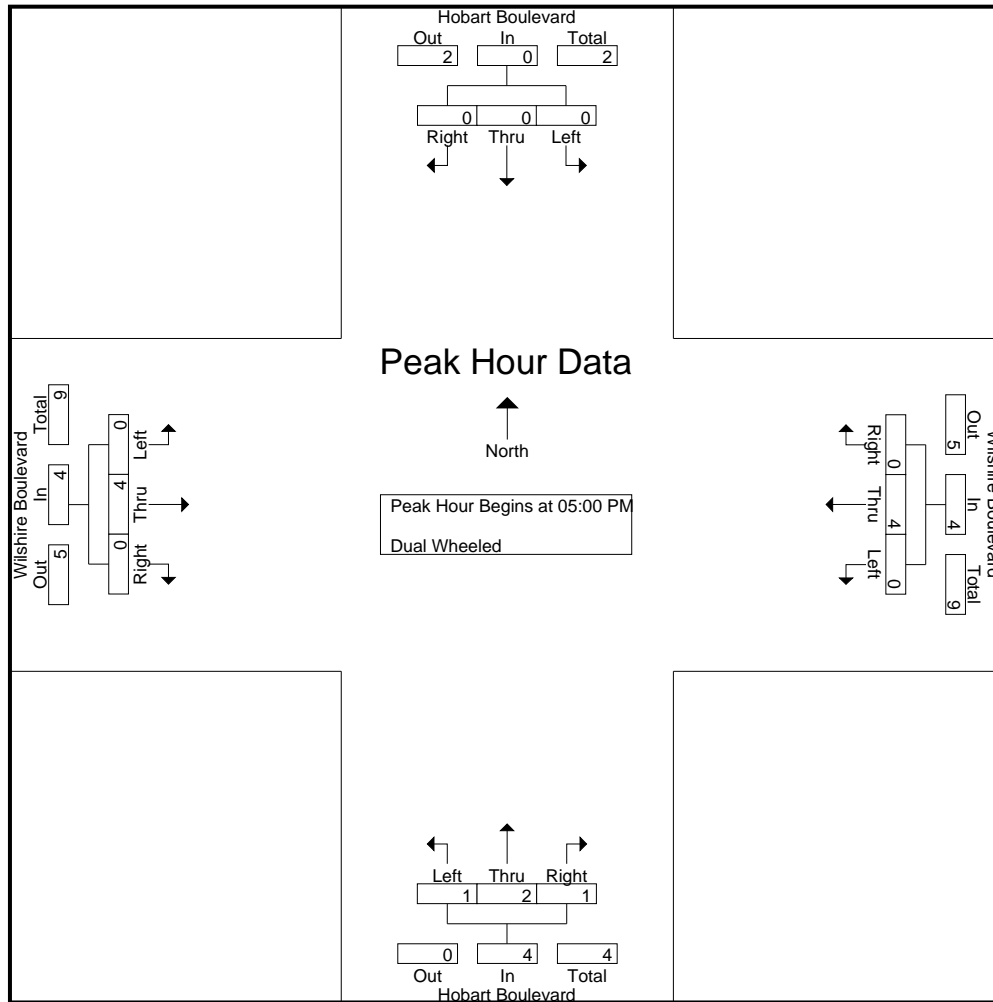 Hobart Boulevard
Out In Total
2 0 2
0 0 0
Right Thru Left
Peak Hour Data
North
Peak Hour Begins at 05:00 PM
Dual Wheeled
Wilshire Boulevard
Total In Out
9 4 5
0 4 0
Left Thru Right
Wilshire Boulevard
Out In Total
5 4 9
0 4 0
Right Thru Left
Left Thru Right
1 2 1
0 4 4
Out In Total
Hobart Boulevard